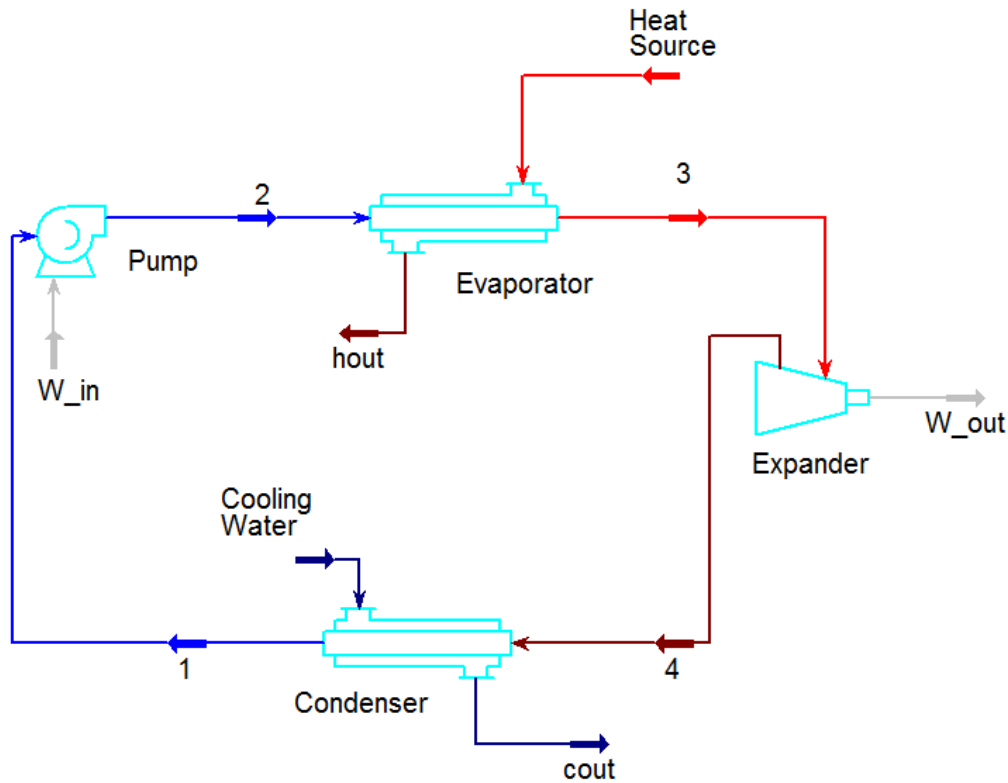 Heat
Source
2
3
Pump
Evaporator
hout
W_in
W_out
Expander
Cooling
Water
1
4
Condenser
cout